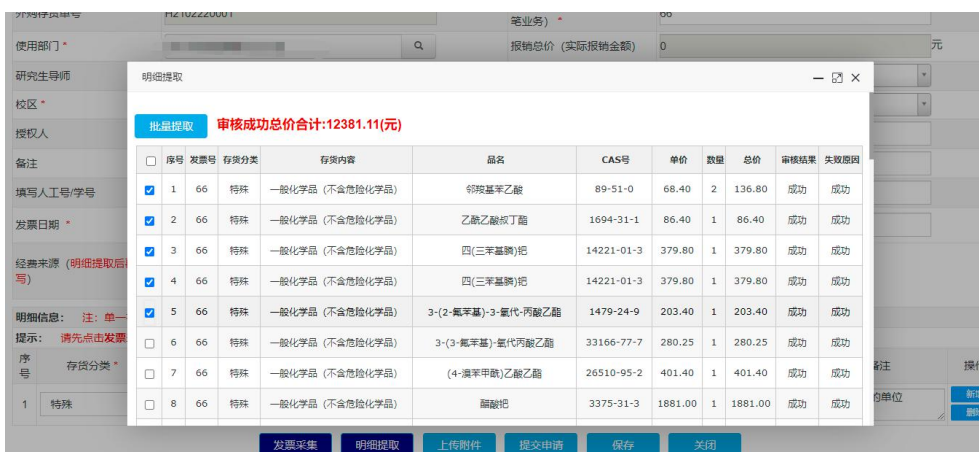 外购存货单号 H2102220001 笔业务） * 66
使用部门 * 报销总价（实际报销金额） 0 元
研究生导师
校区 *
授权人
备注
填写人工号/学号
发票日期 *
经费来源（明细提取后
写）
明细信息： 注：单一
提示： 请先点击发票
序号 存货分类 * 备注 操作
1 特殊 的单位 新增
删除
明细提取
批量提取 审核成功总价合计:12381.11(元)
序号 发票号 存货分类 存货内容 品名 CAS号 单价 数量 总价 审核结果 失败原因
1 66 特殊 一般化学品（不含危险化学品） 邻羧基苯乙酸 89-51-0 68.40 2 136.80 成功 成功
2 66 特殊 一般化学品（不含危险化学品） 乙酰乙酸叔丁酯 1694-31-1 86.40 1 86.40 成功 成功
3 66 特殊 一般化学品（不含危险化学品） 四(三苯基膦)钯 14221-01-3 379.80 1 379.80 成功 成功
4 66 特殊 一般化学品（不含危险化学品） 四(三苯基膦)钯 14221-01-3 379.80 1 379.80 成功 成功
5 66 特殊 一般化学品（不含危险化学品） 3-(2-氟苯基)-3-氧代-丙酸乙酯 1479-24-9 203.40 1 203.40 成功 成功
6 66 特殊 一般化学品（不含危险化学品） 3-(3-氟苯基)-氧代丙酸乙酯 33166-77-7 280.25 1 280.25 成功 成功
7 66 特殊 一般化学品（不含危险化学品） (4-溴苯甲酰)乙酸乙酯 26510-95-2 401.40 1 401.40 成功 成功
8 66 特殊 一般化学品（不含危险化学品） 醋酸钯 3375-31-3 1881.00 1 1881.00 成功 成功
发票采集 明细提取 上传附件 提交申请 保存 关闭